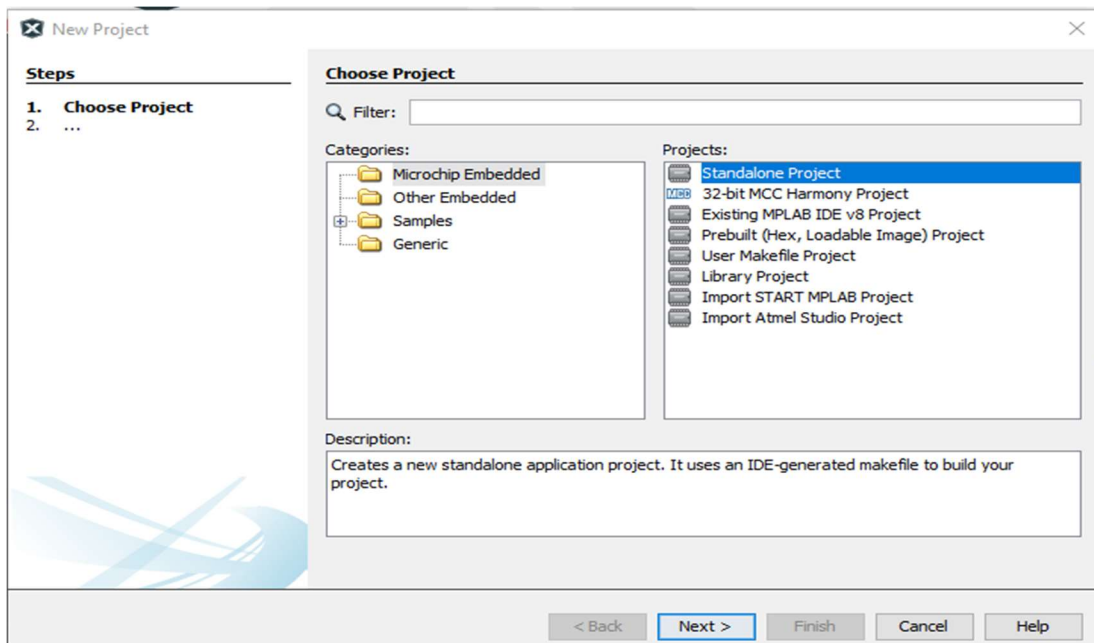 New Project
Steps
1. Choose Project
2. ...
Choose Project
Filter:
Categories:
Microchip Embedded
Other Embedded
Samples
Generic
Projects:
Standalone Project
MCC 32-bit MCC Harmony Project
Existing MPLAB IDE v8 Project
Prebuilt (Hex, Loadable Image) Project
User Makefile Project
Library Project
Import START MPLAB Project
Import Atmel Studio Project
Description:
Creates a new standalone application project. It uses an IDE-generated makefile to build your
project.
< Back
Next >
Finish
Cancel
Help